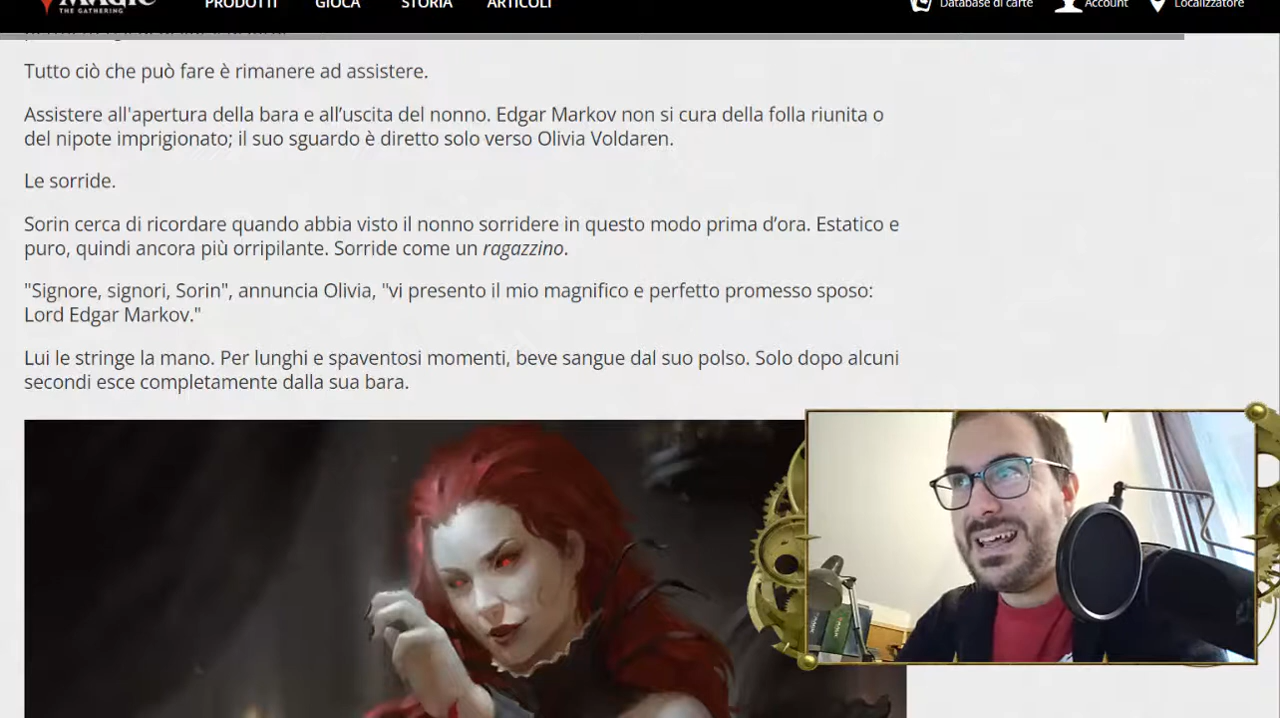 MAGIC
THE GATHERING
PRODOTTI
GIOCA
STORIA
ARTICOLI
Database di carte
Account
Localizzatore
Tutto ciò che può fare è rimanere ad assistere.
Assistere all'apertura della bara e all’uscita del nonno. Edgar Markov non si cura della folla riunita o
del nipote imprigionato; il suo sguardo è diretto solo verso Olivia Voldaren.
Le sorride.
Sorin cerca di ricordare quando abbia visto il nonno sorridere in questo modo prima d’ora. Estatico e
puro, quindi ancora più orripilante. Sorride come un ragazzino.
"Signore, signori, Sorin", annuncia Olivia, "vi presento il mio magnifico e perfetto promesso sposo:
Lord Edgar Markov."
Lui le stringe la mano. Per lunghi e spaventosi momenti, beve sangue dal suo polso. Solo dopo alcuni
secondi esce completamente dalla sua bara.